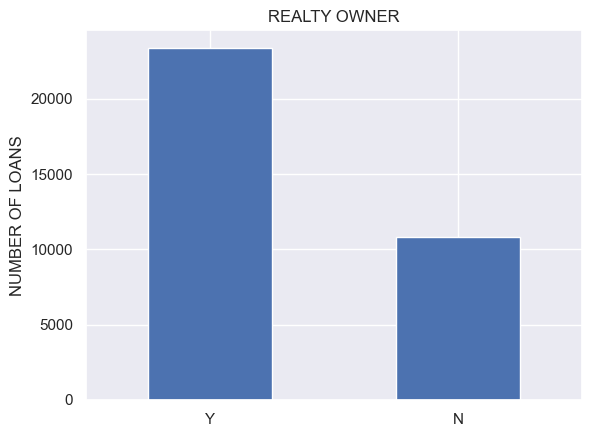 REALTY OWNER
NUMBER OF LOANS
20000
15000
10000
5000
0
Y N